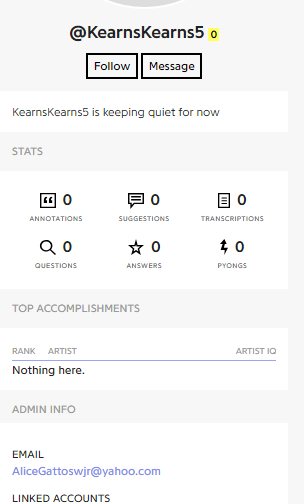 @KearnsKearns5 0
Follow Message
KearnsKearns5 is keeping quiet for now
STATS
0 0 0
ANNOTATIONS SUGGESTIONS TRANSCRIPTIONS
0 0 0
QUESTIONS ANSWERS PYONGS
TOP ACCOMPLISHMENTS
RANK ARTIST ARTIST IQ
Nothing here.
ADMIN INFO
EMAIL
AliceGattoswjr@yahoo.com
LINKED ACCOUNTS